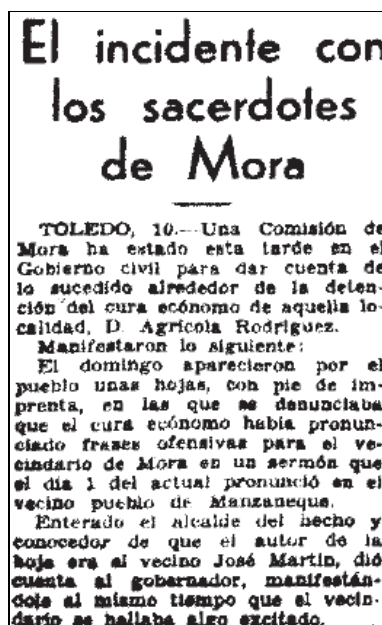 El incidente con
los sacerdotes
de Mora
TOLEDO, 10.—Una Comisión de
Mora ha estado esta tarde en el
Gobierno civil para dar cuenta de
lo sucedido alrededor de la deten-
ción del cura ecónomo de aquella lo-
calidad, D. Agrícola Rodríguez.
Manifestaron lo siguiente:
El domingo aparecieron por el
pueblo unas hojas, con pie de im-
prenta, en las que se denunciaba
que el cura ecónomo había pronun-
ciado frases ofensivas para el ve-
cindario de Mora en un sermón que
el día 1 del actual pronunció en el
vecino pueblo de Manzaneque.
Enterado el alcalde del hecho y
conocedor de que el autor de la
hoja era al vecino José Martín, dió
cuenta al gobernador, manifestán-
dole al mismo tiempo que el vecin-
dario se hallaba algo excitado.